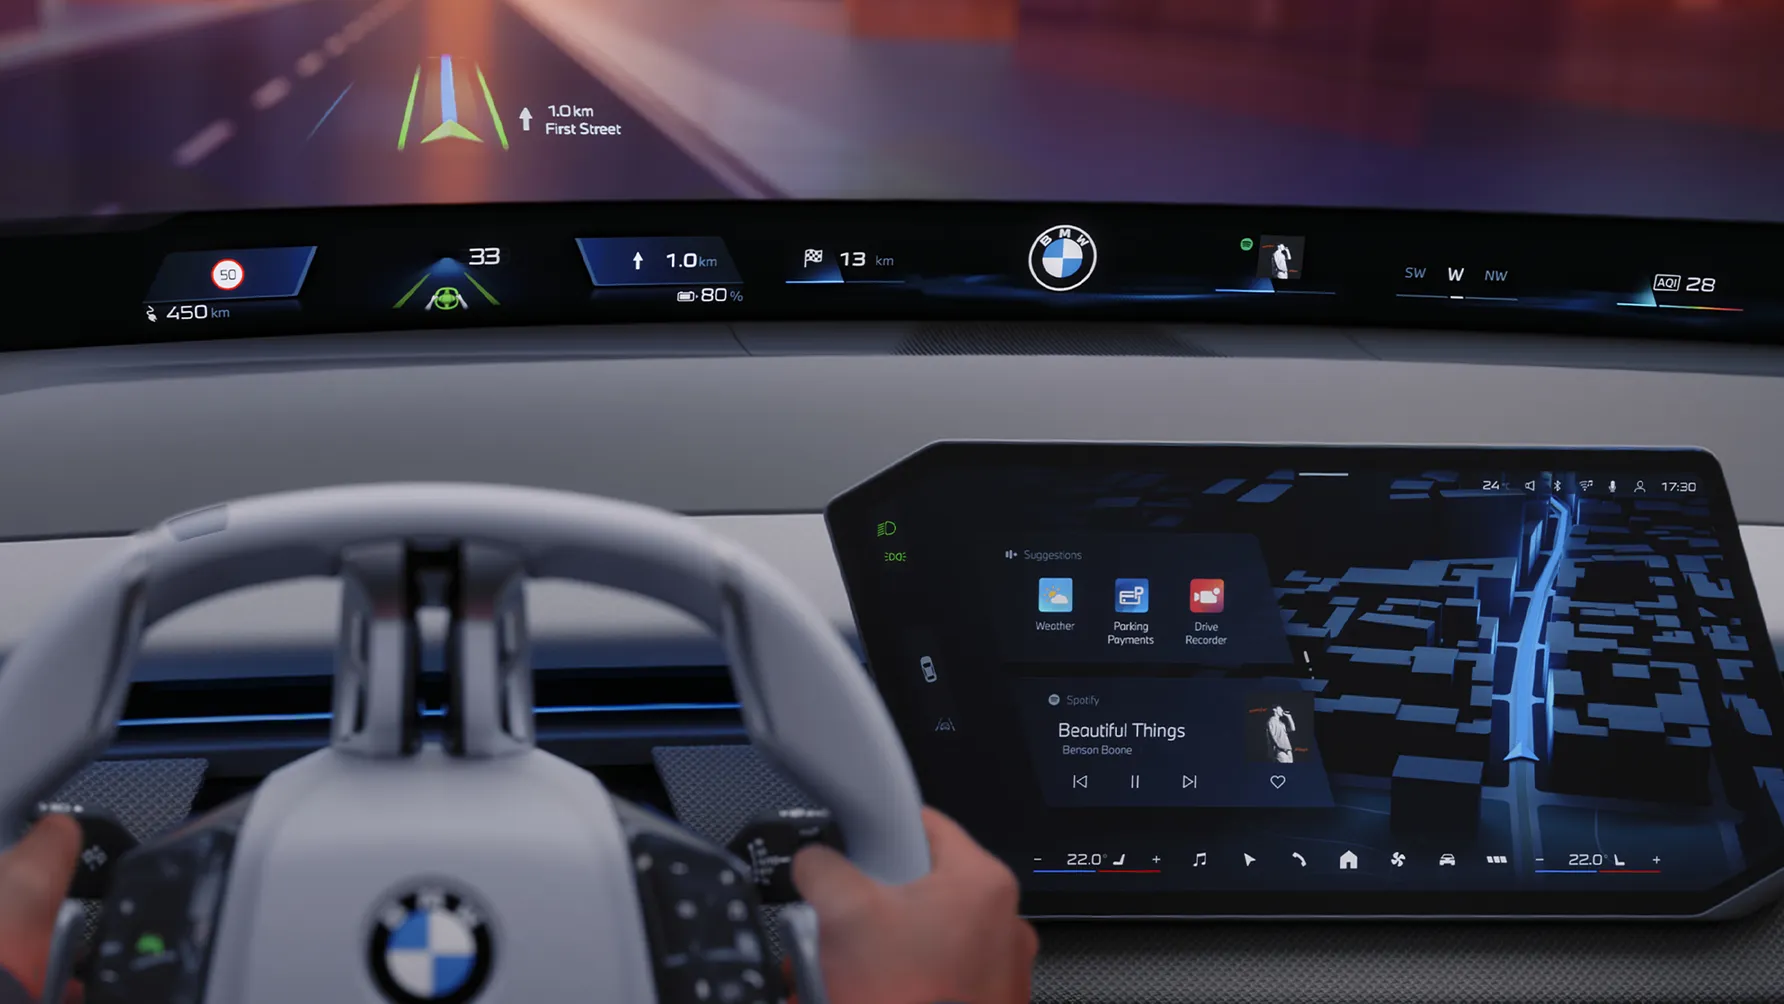 1.0 km
First Street
50
450 km
33
1.0 km
80 %
13 km
BMW
SW W NW
AQI 28
24° 17:30
Suggestions
Weather
Parking
Payments
Drive
Recorder
Spotify
Beautiful Things
Benson Boone
- 22.0° +
- 22.0° +